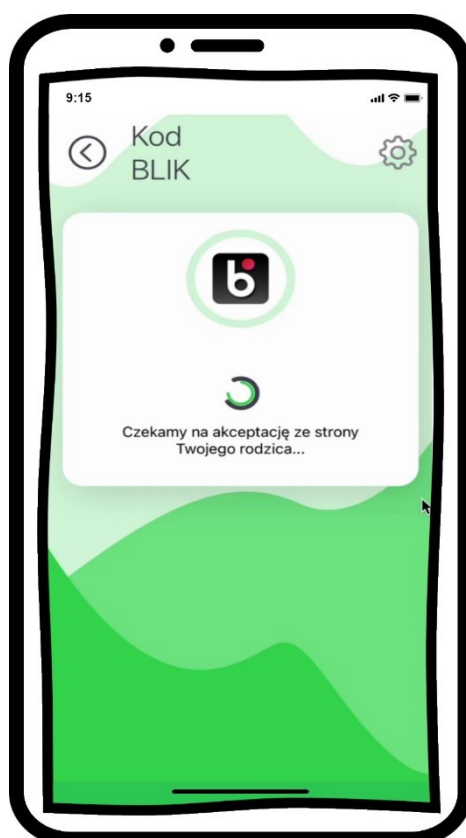 9:15
Kod
BLIK
b
Czekamy na akceptację ze strony
Twojego rodzica...